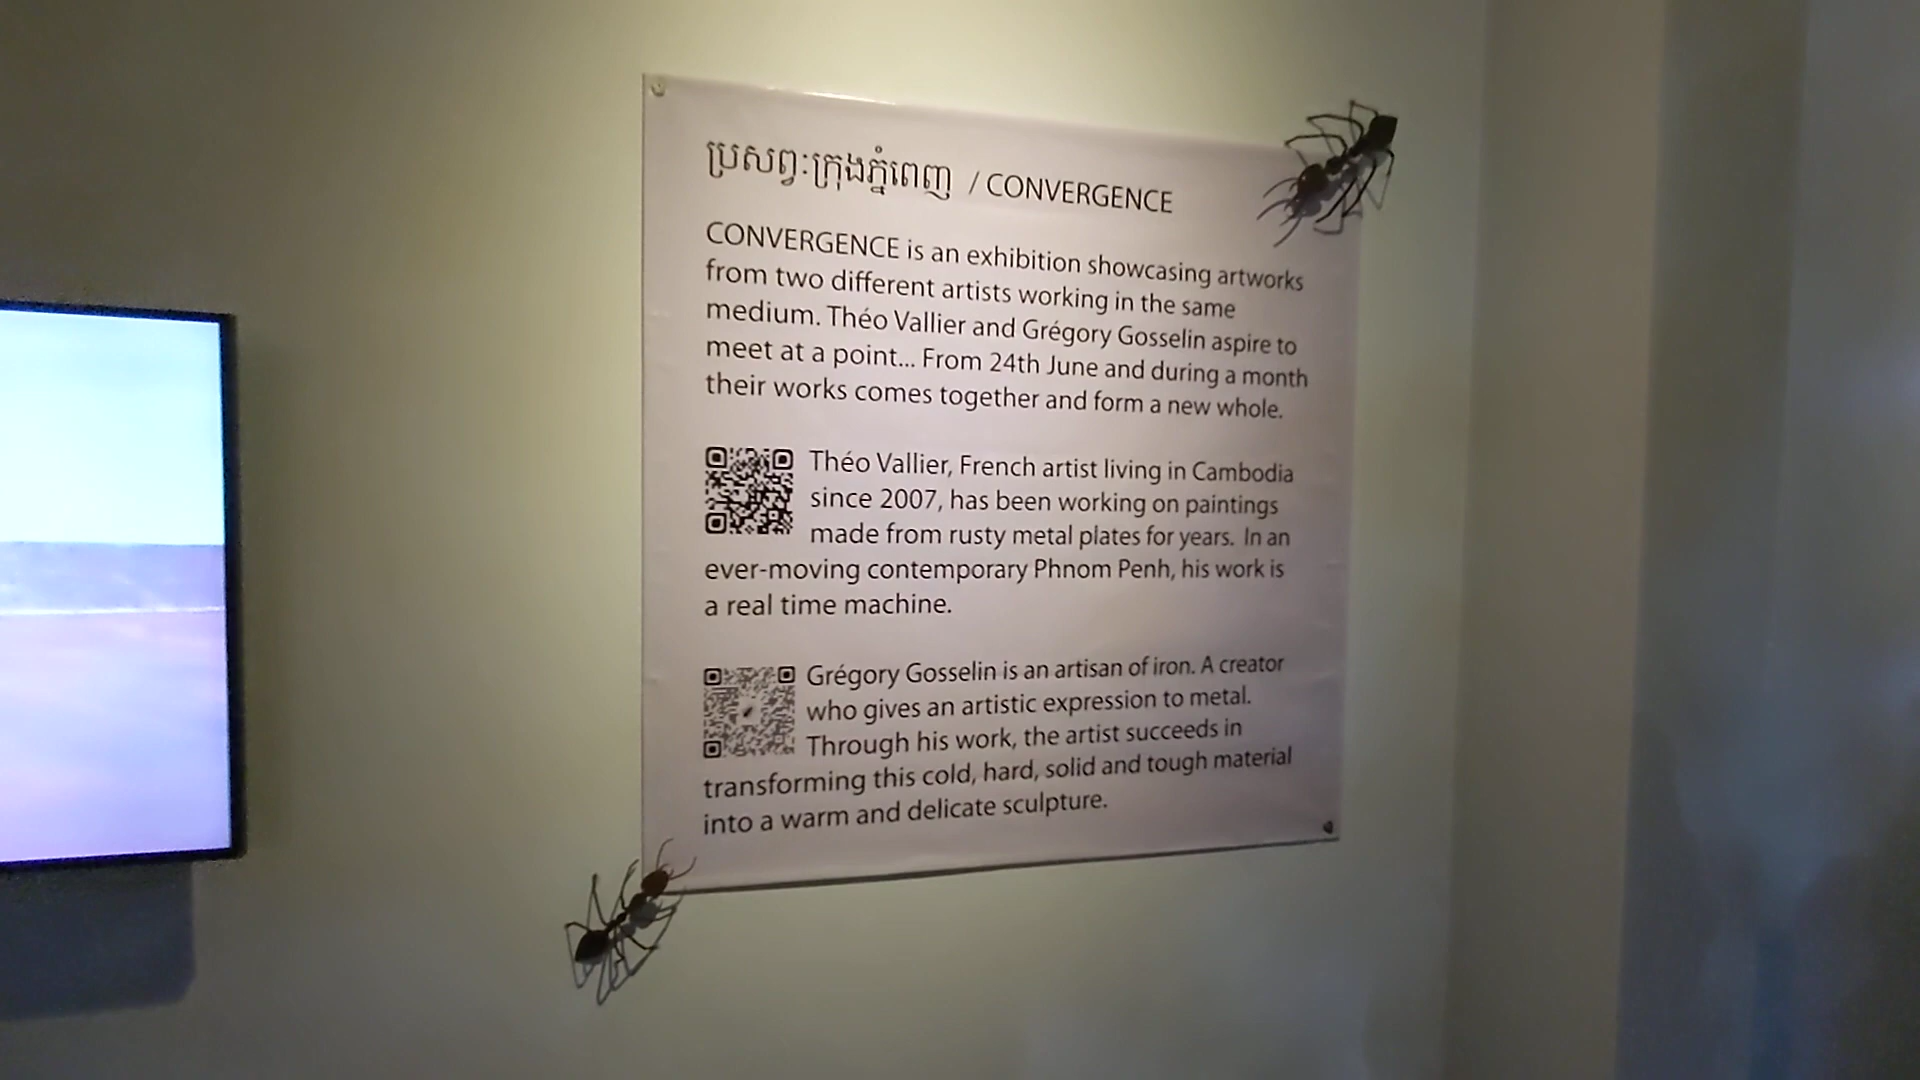 ប្រសព្វៈក្រុងភ្នំពេញ / CONVERGENCE
CONVERGENCE is an exhibition showcasing artworks
from two different artists working in the same
medium. Théo Vallier and Grégory Gosselin aspire to
meet at a point... From 24th June and during a month
their works comes together and form a new whole.
Théo Vallier, French artist living in Cambodia
since 2007, has been working on paintings
made from rusty metal plates for years. In an
ever-moving contemporary Phnom Penh, his work is
a real time machine.
Grégory Gosselin is an artisan of iron. A creator
who gives an artistic expression to metal.
Through his work, the artist succeeds in
transforming this cold, hard, solid and tough material
into a warm and delicate sculpture.